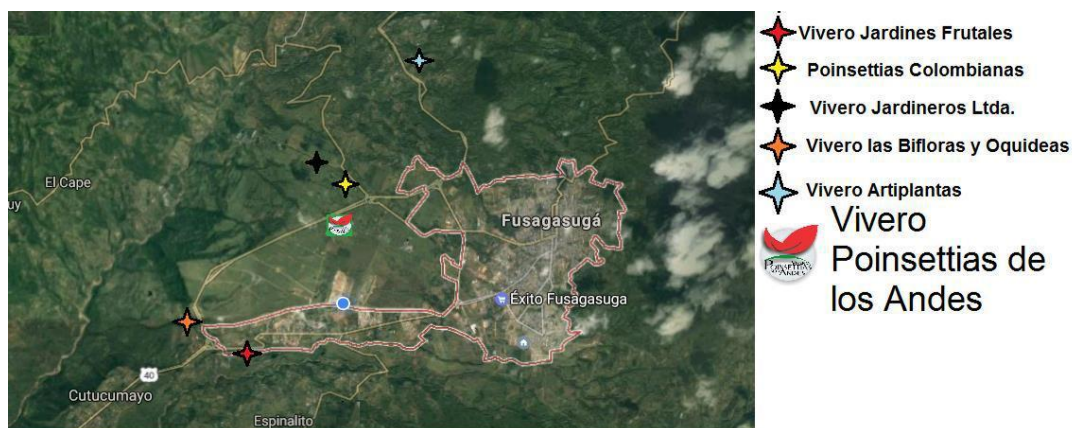 El Cape
uy
Fusagasugá
Éxito Fusagasuga
40
Cutucumayo
Espinalito
Vivero Jardines Frutales
Poinsettias Colombianas
Vivero Jardineros Ltda.
Vivero las Bifloras y Oquideas
Vivero Artiplantas
Vivero
Poinsettias de
los Andes